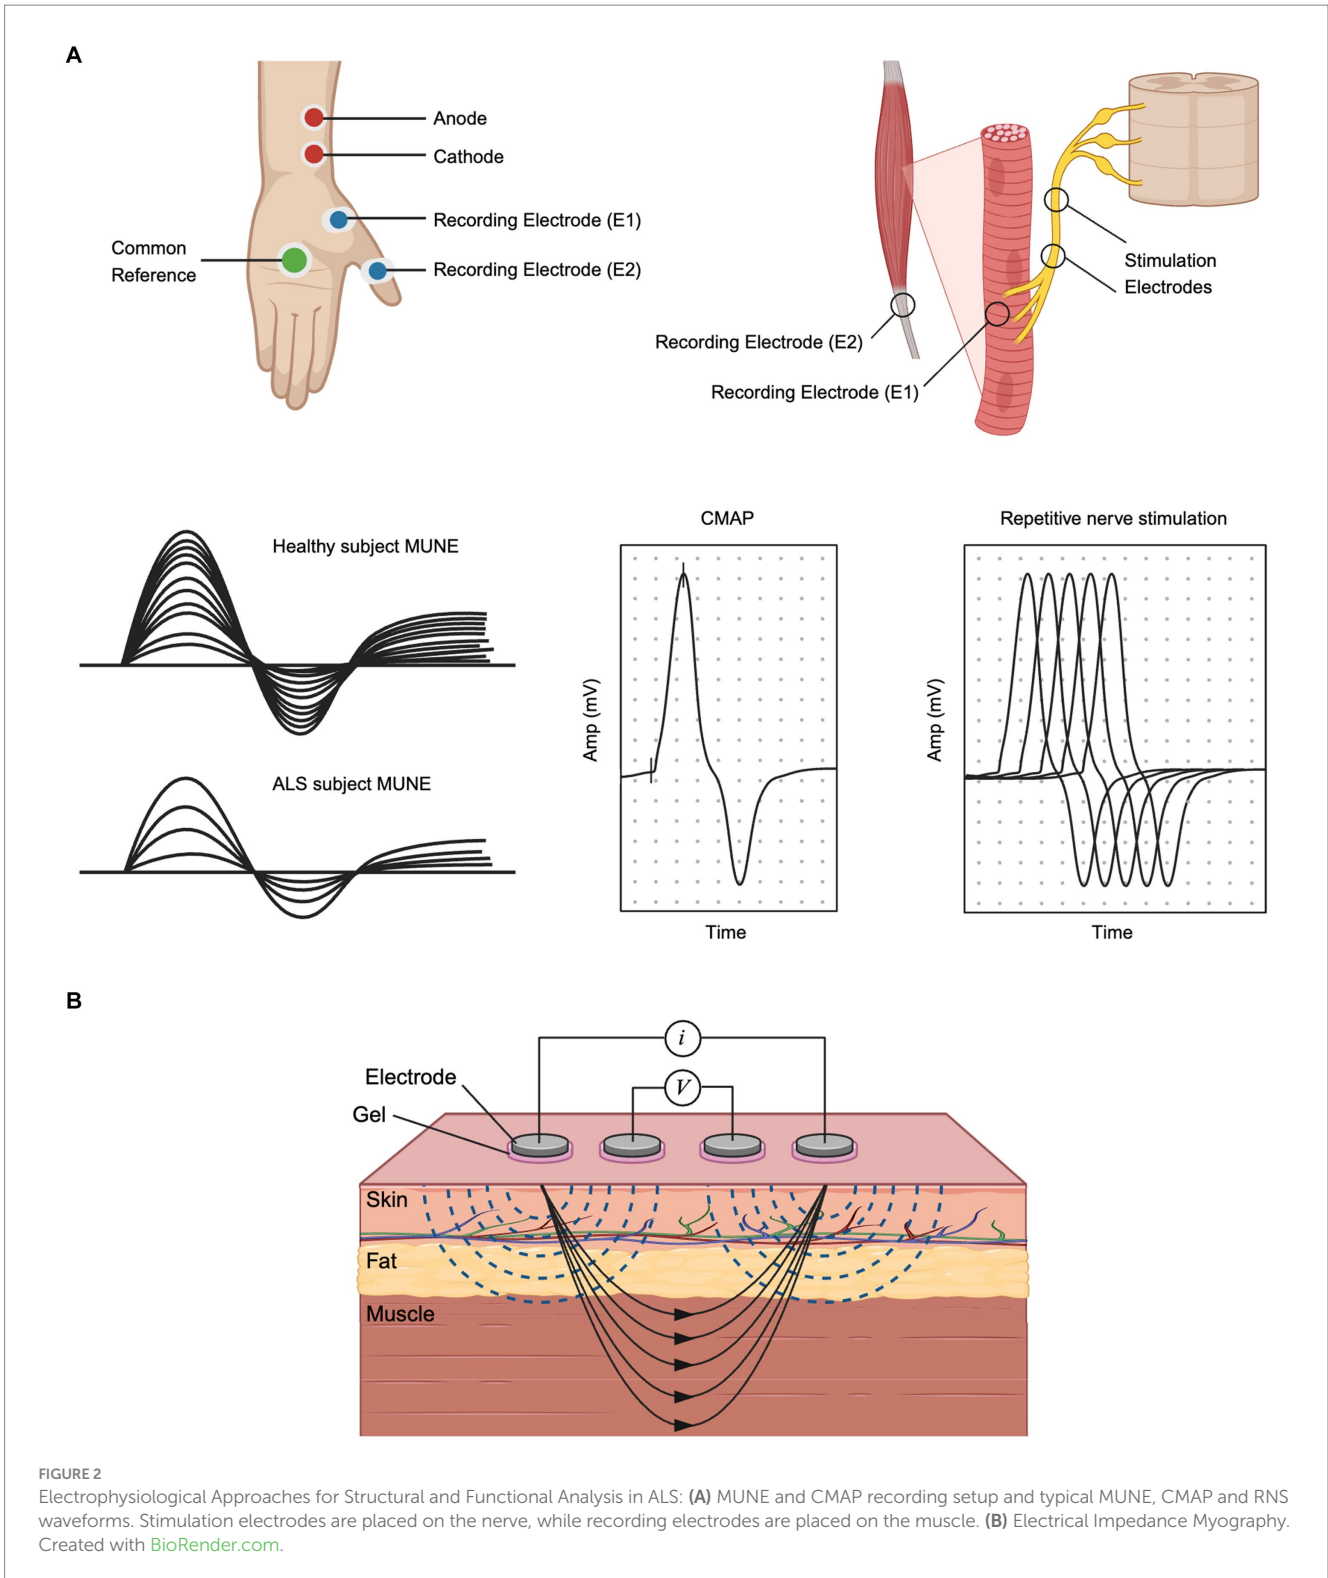 A
Anode
Cathode
Recording Electrode (E1)
Common
Reference
Recording Electrode (E2)
Stimulation
Electrodes
Recording Electrode (E2)
Recording Electrode (E1)
Healthy subject MUNE
ALS subject MUNE
CMAP
Amp (mV)
Time
Repetitive nerve stimulation
Amp (mV)
Time
B
i
V
Electrode
Gel
Skin
Fat
Muscle
FIGURE 2
Electrophysiological Approaches for Structural and Functional Analysis in ALS: (A) MUNE and CMAP recording setup and typical MUNE, CMAP and RNS
waveforms. Stimulation electrodes are placed on the nerve, while recording electrodes are placed on the muscle. (B) Electrical Impedance Myography.
Created with BioRender.com.